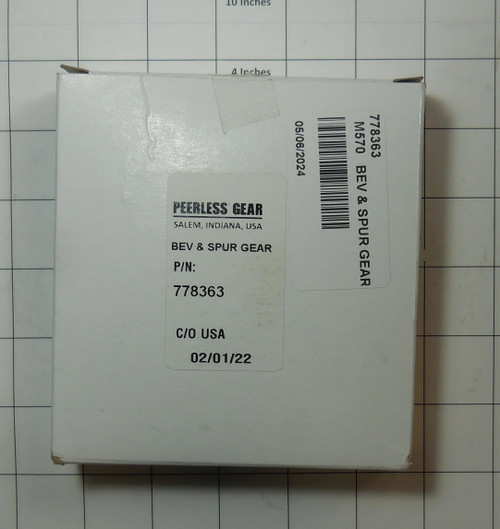 10 Inches
4 Inches
PEERLESS GEAR
SALEM, INDIANA, USA
BEV & SPUR GEAR
P/N:
778363
C/O USA
02/01/22
778363
M570 BEV & SPUR GEAR
05/06/2024